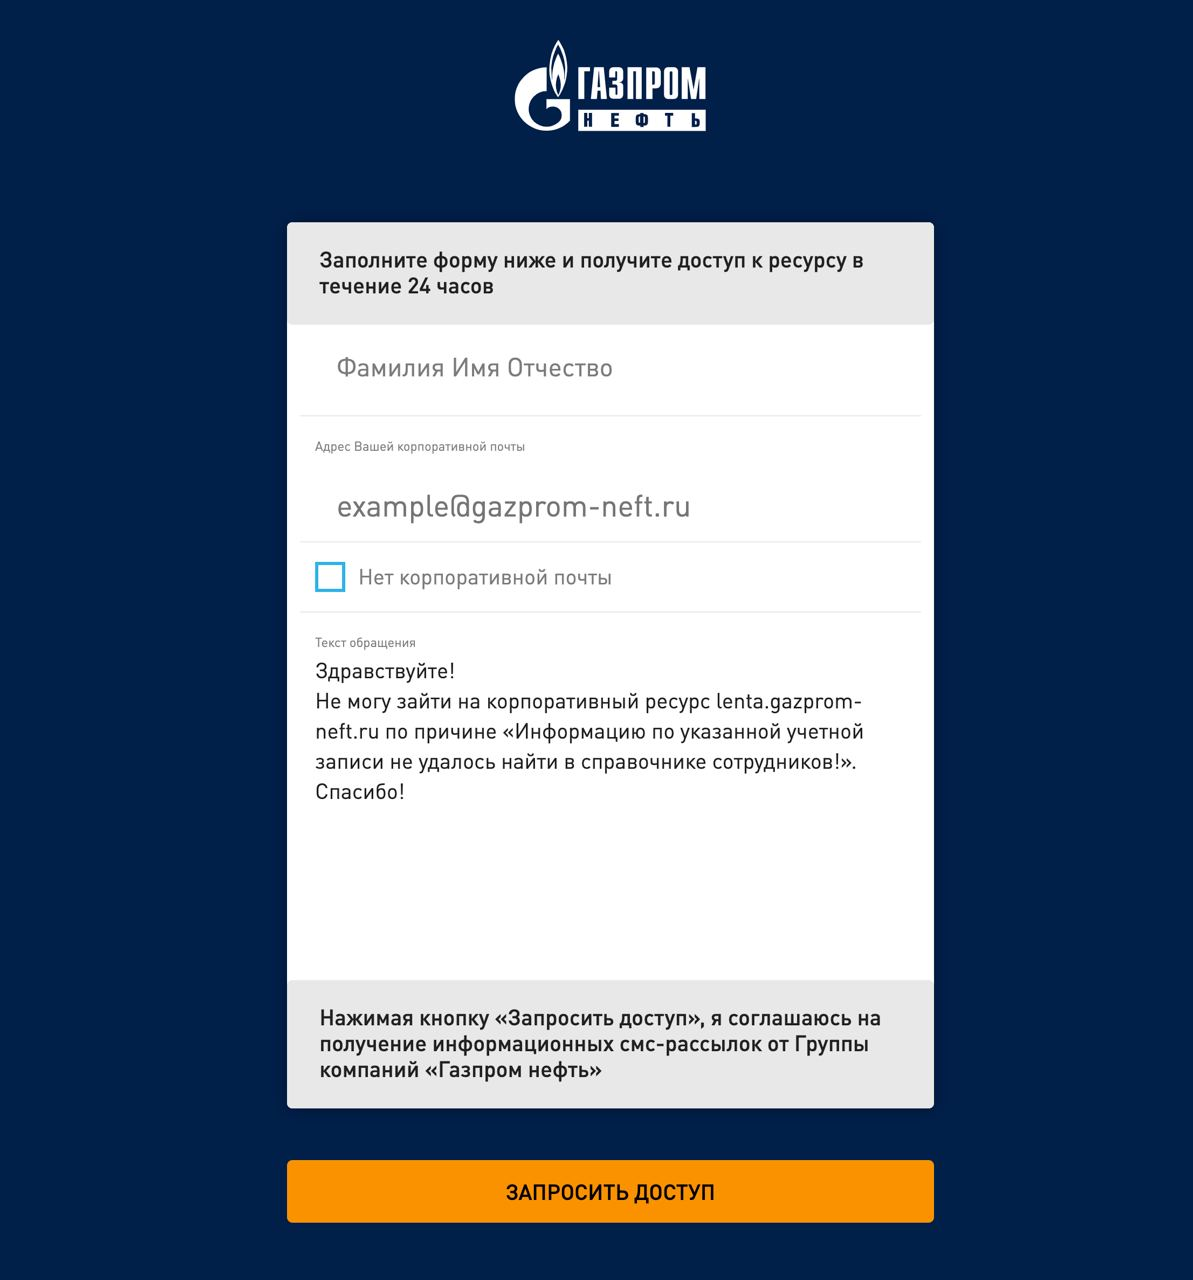 ГАЗПРОМ
НЕФТЬ
Заполните форму ниже и получите доступ к ресурсу в
течение 24 часов
Фамилия Имя Отчество
Адрес Вашей корпоративной почты
example@gazprom-neft.ru
Нет корпоративной почты
Текст обращения
Здравствуйте!
Не могу зайти на корпоративный ресурс lenta.gazprom-
neft.ru по причине «Информацию по указанной учетной
записи не удалось найти в справочнике сотрудников!».
Спасибо!
Нажимая кнопку «Запросить доступ», я соглашаюсь на
получение информационных смс-рассылок от Группы
компаний «Газпром нефть»
ЗАПРОСИТЬ ДОСТУП